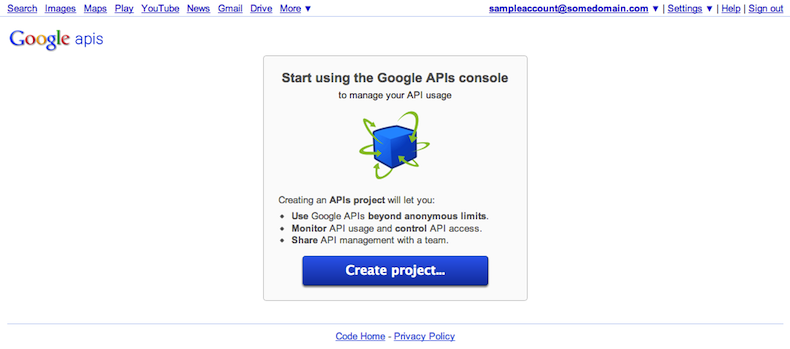 Search Images Maps Play YouTube News Gmail Drive More ▼ sampleaccount@somedomain.com ▼ | Settings ▼ | Help | Sign out
Google apis
Start using the Google APIs console
to manage your API usage
Creating an APIs project will let you:
• Use Google APIs beyond anonymous limits.
• Monitor API usage and control API access.
• Share API management with a team.
Create project...
Code Home - Privacy Policy